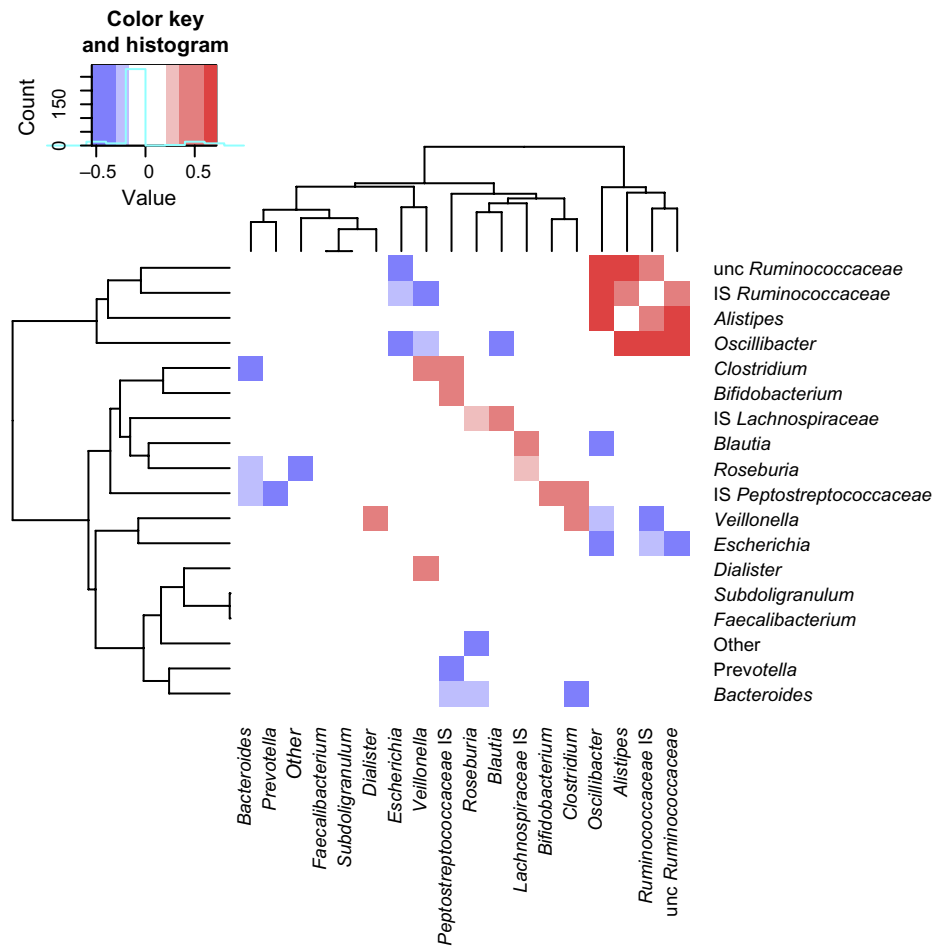 Color key
and histogram
Count
150
0
–0.5
0
0.5
Value
unc Ruminococcaceae
IS Ruminococcaceae
Alistipes
Oscillibacter
Clostridium
Bifidobacterium
IS Lachnospiraceae
Blautia
Roseburia
IS Peptostreptococcaceae
Veillonella
Escherichia
Dialister
Subdoligranulum
Faecalibacterium
Other
Prevotella
Bacteroides
Bacteroides
Prevotella
Other
Faecalibacterium
Subdoligranulum
Dialister
Escherichia
Veillonella
Peptostreptococcaceae IS
Roseburia
Blautia
Lachnospiraceae IS
Bifidobacterium
Clostridium
Oscillibacter
Alistipes
Ruminococcaceae IS
unc Ruminococcaceae